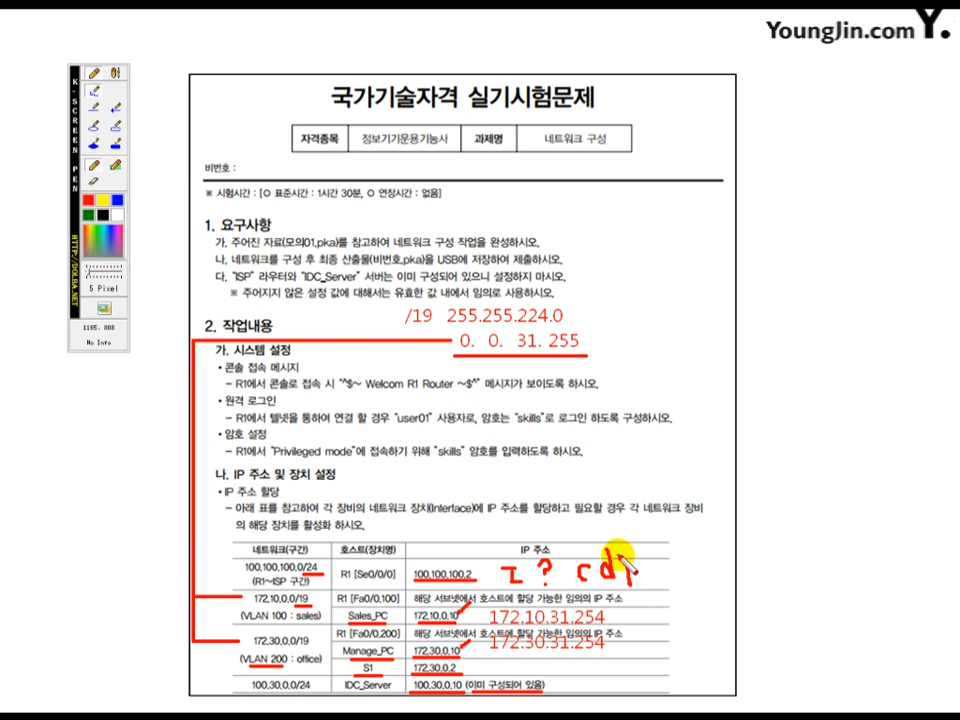 YoungJin.com Y.
K-SCREEN PEN
HTTP://DOLBA.NET
5 Pixel
1165. 808
No Info
국가기술자격 실기시험문제
자격종목 정보기기운용기능사 과제명 네트워크 구성
비번호 :
※ 시험시간 : [○ 표준시간 : 1시간 30분, ○ 연장시간 : 없음]
1. 요구사항
가. 주어진 자료(모의01.pka)를 참고하여 네트워크 구성 작업을 완성하시오.
나. 네트워크를 구성 후 최종 산출물(비번호.pka)을 USB에 저장하여 제출하시오.
다. "ISP" 라우터와 "IDC_Server" 서버는 이미 구성되어 있으니 설정하지 마시오.
※ 주어지지 않은 설정 값에 대해서는 유효한 값 내에서 임의로 사용하시오.
/19 255.255.224.0
2. 작업내용
0. 0. 31. 255
가. 시스템 설정
• 콘솔 접속 메시지
– R1에서 콘솔로 접속 시 "^$~ Welcom R1 Router ~$^" 메시지가 보이도록 하시오.
• 원격 로그인
– R1에서 텔넷을 통하여 연결 할 경우 "user01" 사용자로, 암호는 "skills"로 로그인 하도록 구성하시오.
• 암호 설정
– R1에서 "Privileged mode"에 접속하기 위해 "skills" 암호를 입력하도록 하시오.
나. IP 주소 및 장치 설정
• IP 주소 할당
– 아래 표를 참고하여 각 장비의 네트워크 장치(Interface)에 IP 주소를 할당하고 필요할 경우 각 네트워크 장비
의 해당 장치를 활성화 하시오.
네트워크(구간) 호스트(장치명) IP 주소
100.100.100.0/24
(R1~ISP 구간) R1 [Se0/0/0] 100.100.100.2 I ? cdp
172.10.0.0/19 R1 [Fa0/0.100] 해당 서브넷에서 호스트에 할당 가능한 임의의 IP 주소
(VLAN 100 : sales) Sales_PC 172.10.0.10 172.10.31.254
172.30.0.0/19 R1 [Fa0/0.200] 해당 서브넷에서 호스트에 할당 가능한 임의의 IP 주소
Manage_PC 172.30.0.10 172.30.31.254
(VLAN 200 : office) S1 172.30.0.2
100.30.0.0/24 IDC_Server 100.30.0.10 (이미 구성되어 있음)